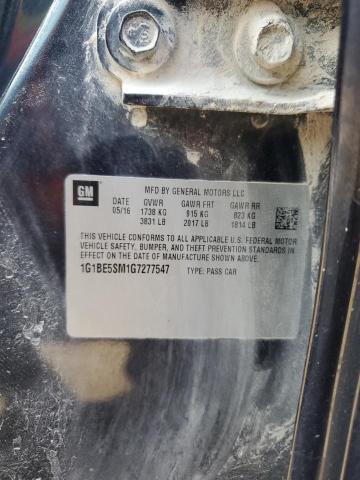 GM
MFD BY GENERAL MOTORS LLC
DATE GVWR GAWR FRT GAWR RR
05/16 1738 KG 915 KG 823 KG
3831 LB 2017 LB 1814 LB
THIS VEHICLE CONFORMS TO ALL APPLICABLE U.S. FEDERAL MOTOR
VEHICLE SAFETY, BUMPER, AND THEFT PREVENTION STANDARDS IN
EFFECT ON THE DATE OF MANUFACTURE SHOWN ABOVE.
1G1BE5SM1G7277547 TYPE: PASS CAR